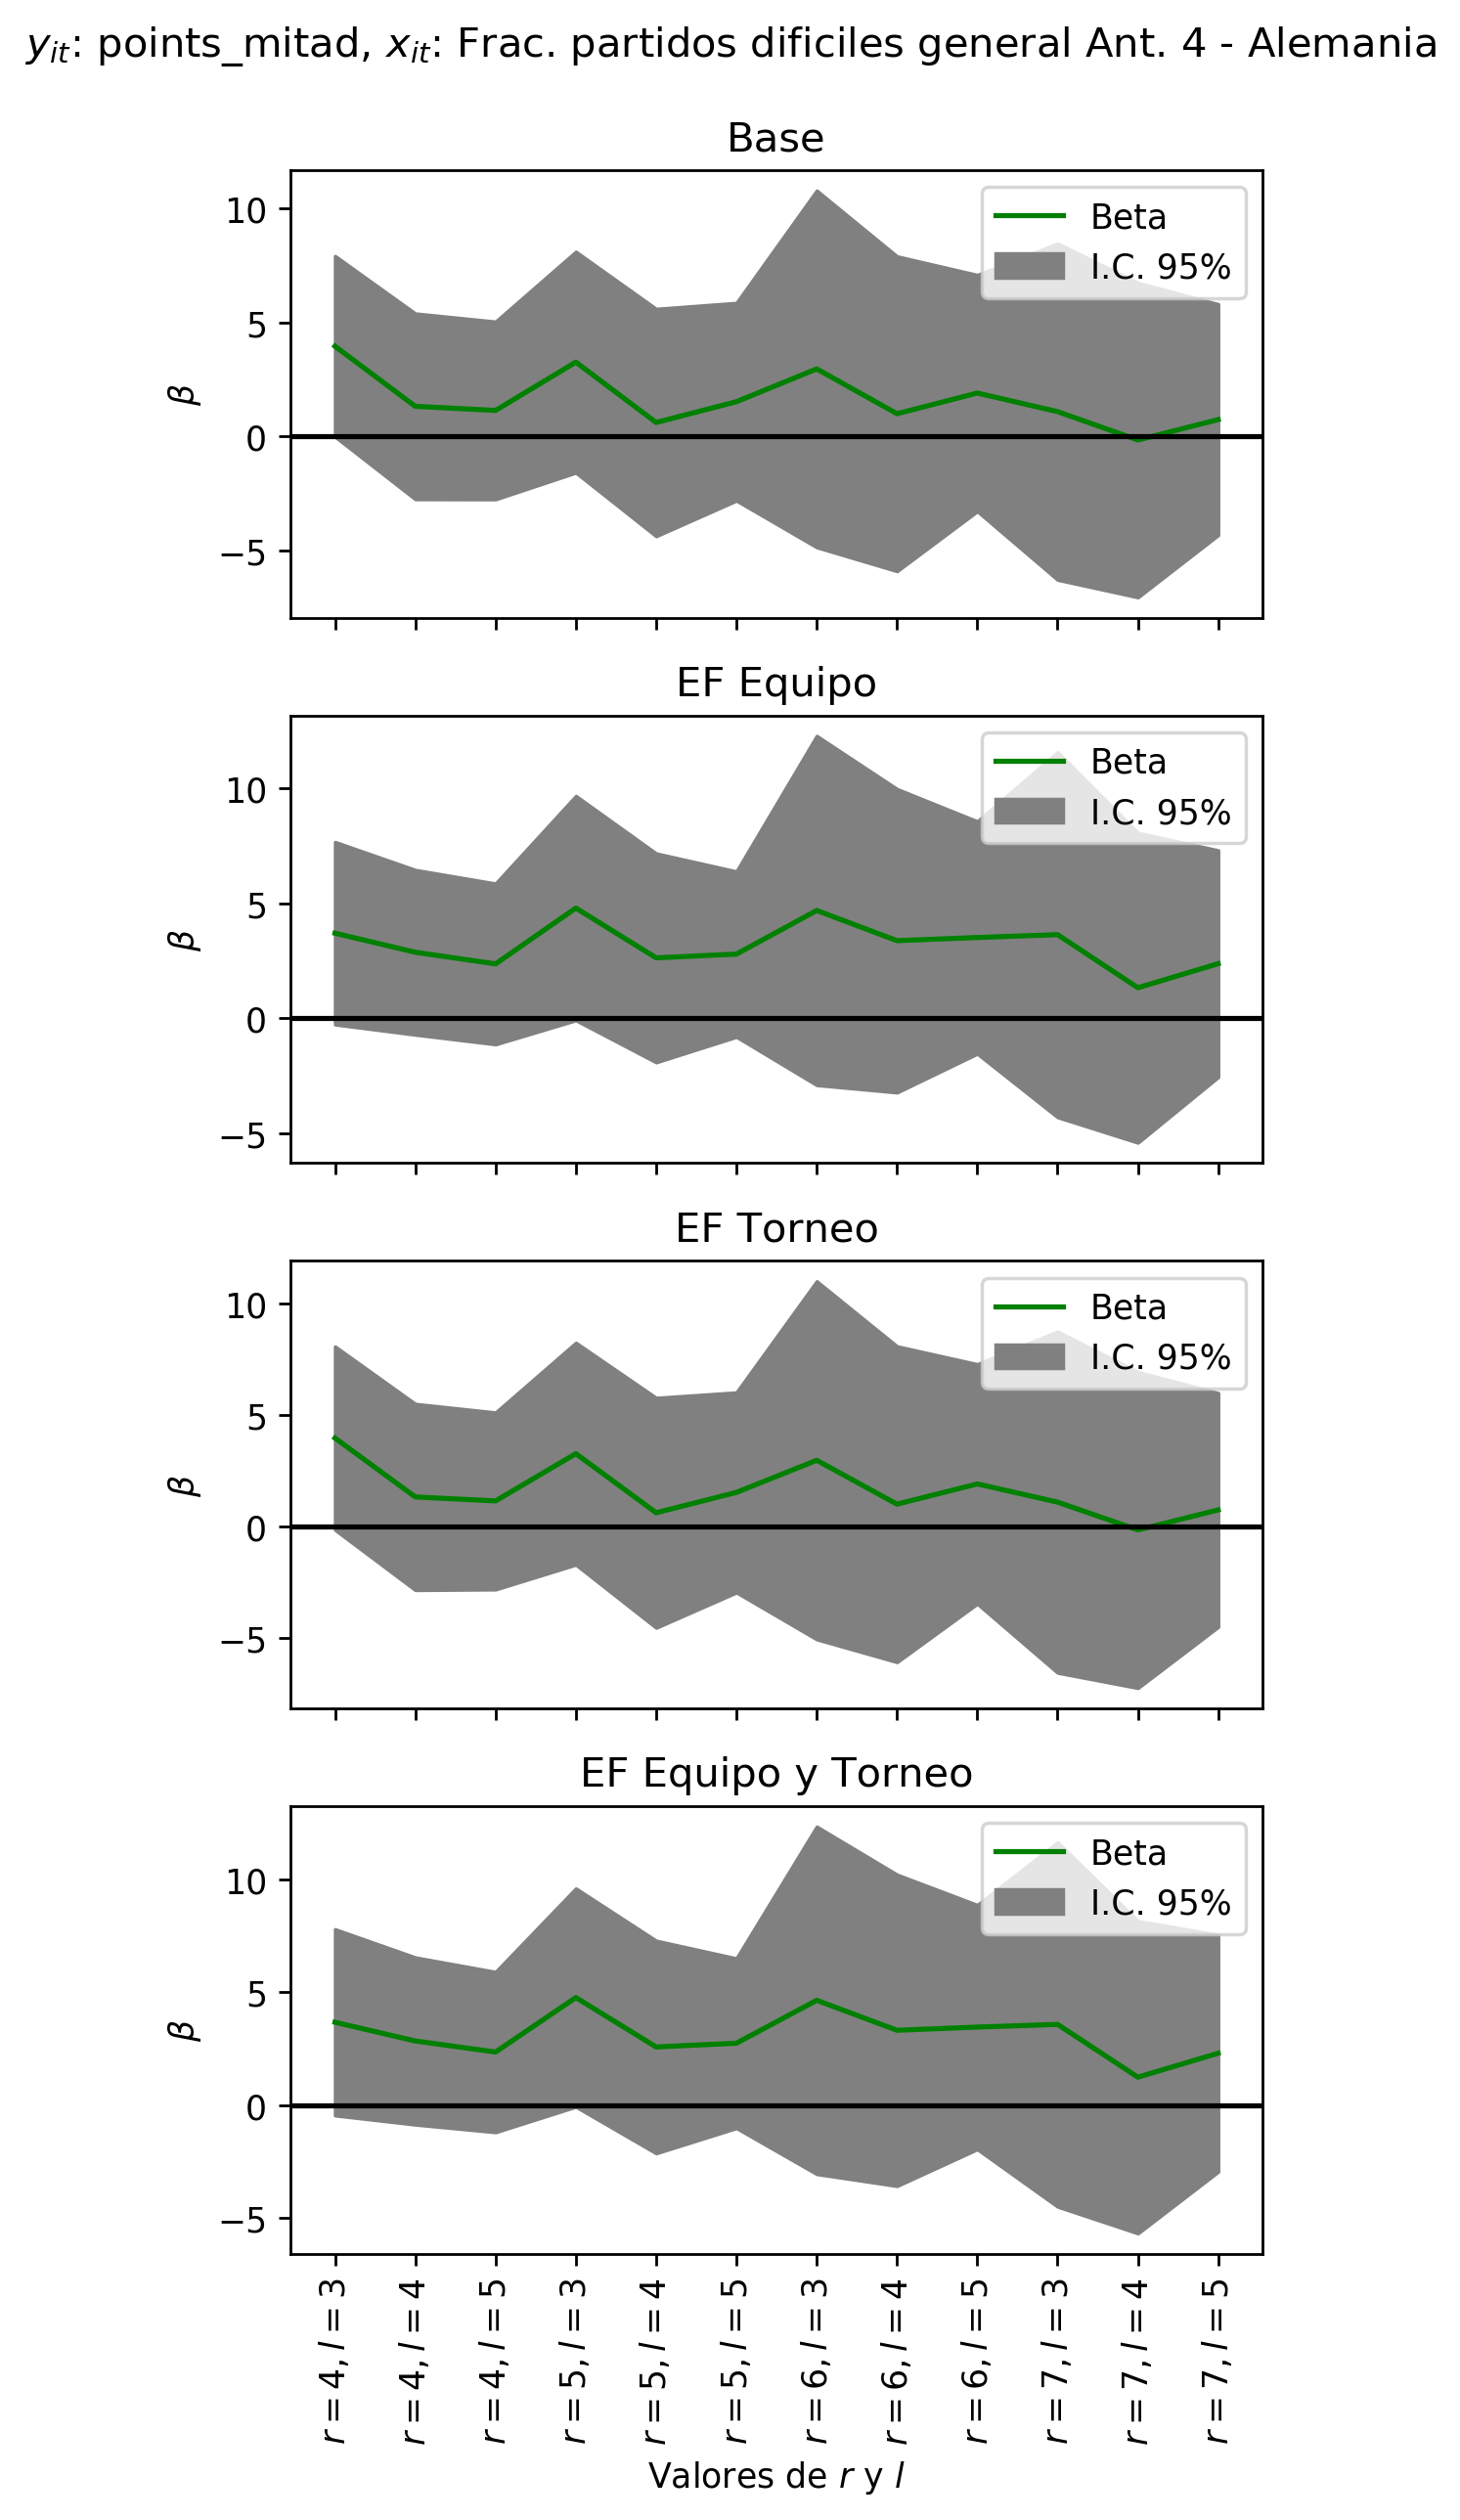 y_it: points_mitad, x_it: Frac. partidos dificiles general Ant. 4 - Alemania
Base
Beta
I.C. 95%
10
5
0
−5
β
EF Equipo
Beta
I.C. 95%
10
5
0
−5
β
EF Torneo
Beta
I.C. 95%
10
5
0
−5
β
EF Equipo y Torneo
Beta
I.C. 95%
10
5
0
−5
β
r = 4, l = 3
r = 4, l = 4
r = 4, l = 5
r = 5, l = 3
r = 5, l = 4
r = 5, l = 5
r = 6, l = 3
r = 6, l = 4
r = 6, l = 5
r = 7, l = 3
r = 7, l = 4
r = 7, l = 5
Valores de r y l